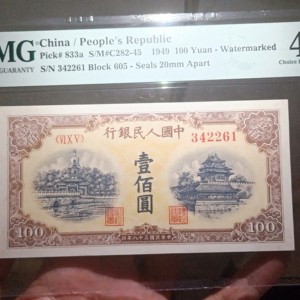 MG China / People's Republic
GUARANTY Pick# 833a S/M#C282-45 1949 100 Yuan - Watermarked
S/N 342261 Block 605 - Seals 20mm Apart
4
Choice
行銀民人國中
(VI X V) 342261
壹佰圓
100 100